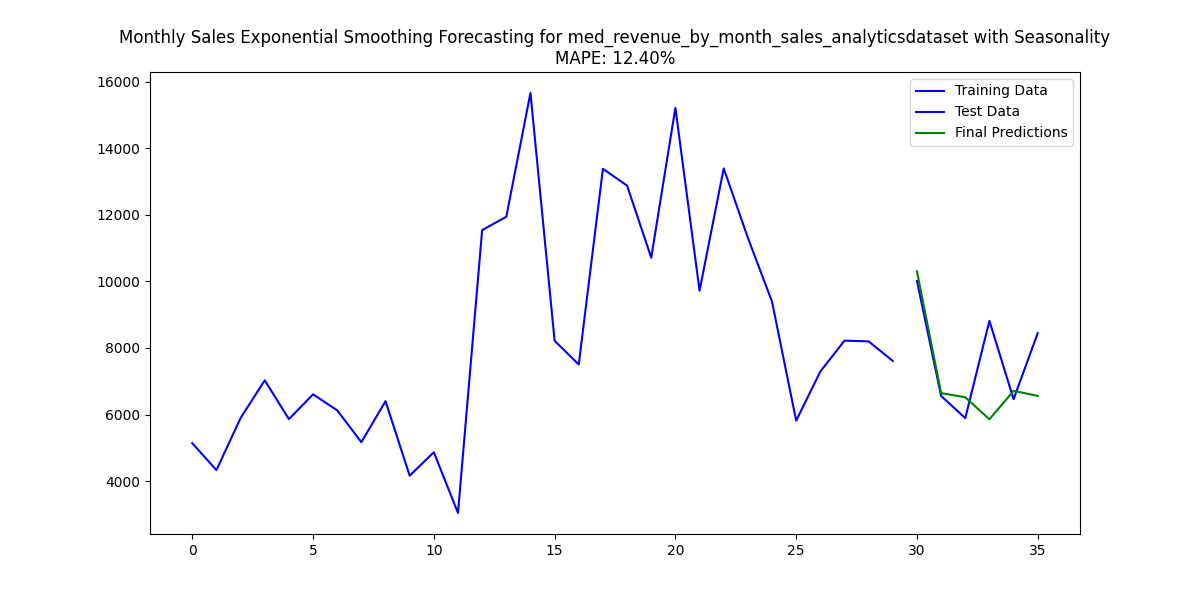 Monthly Sales Exponential Smoothing Forecasting for med_revenue_by_month_sales_analyticsdataset with Seasonality
MAPE: 12.40%
16000
14000
12000
10000
8000
6000
4000
Training Data
Test Data
Final Predictions
0 5 10 15 20 25 30 35